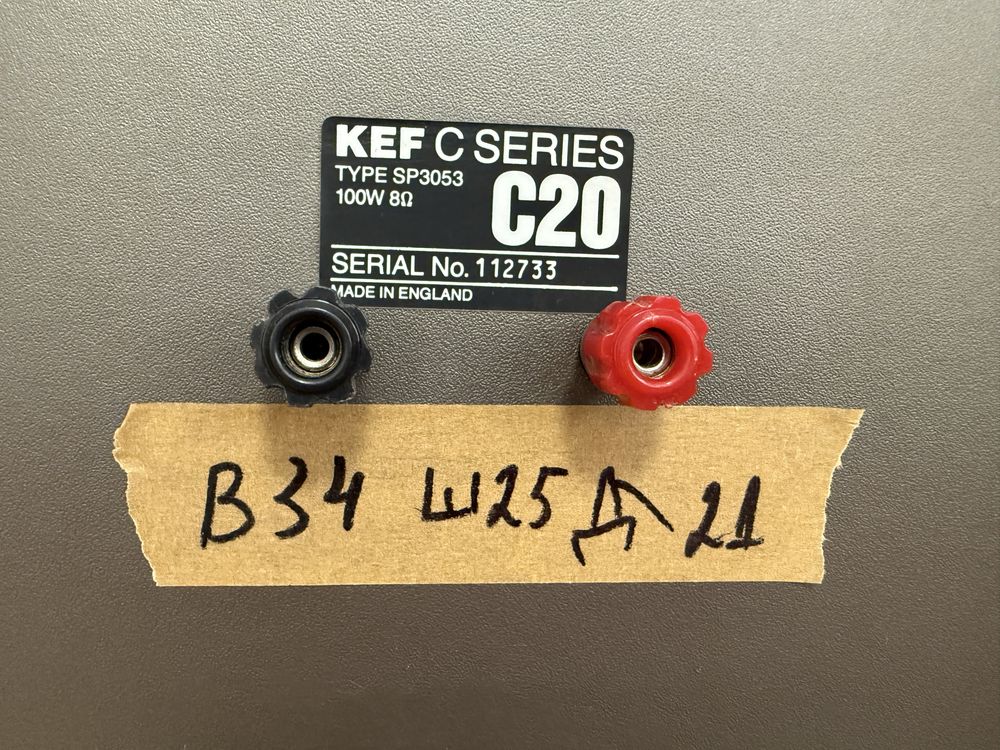 KEF C SERIES
TYPE SP3053
100W 8Ω
C20
SERIAL No. 112733
MADE IN ENGLAND
В34 Ш25 Д21